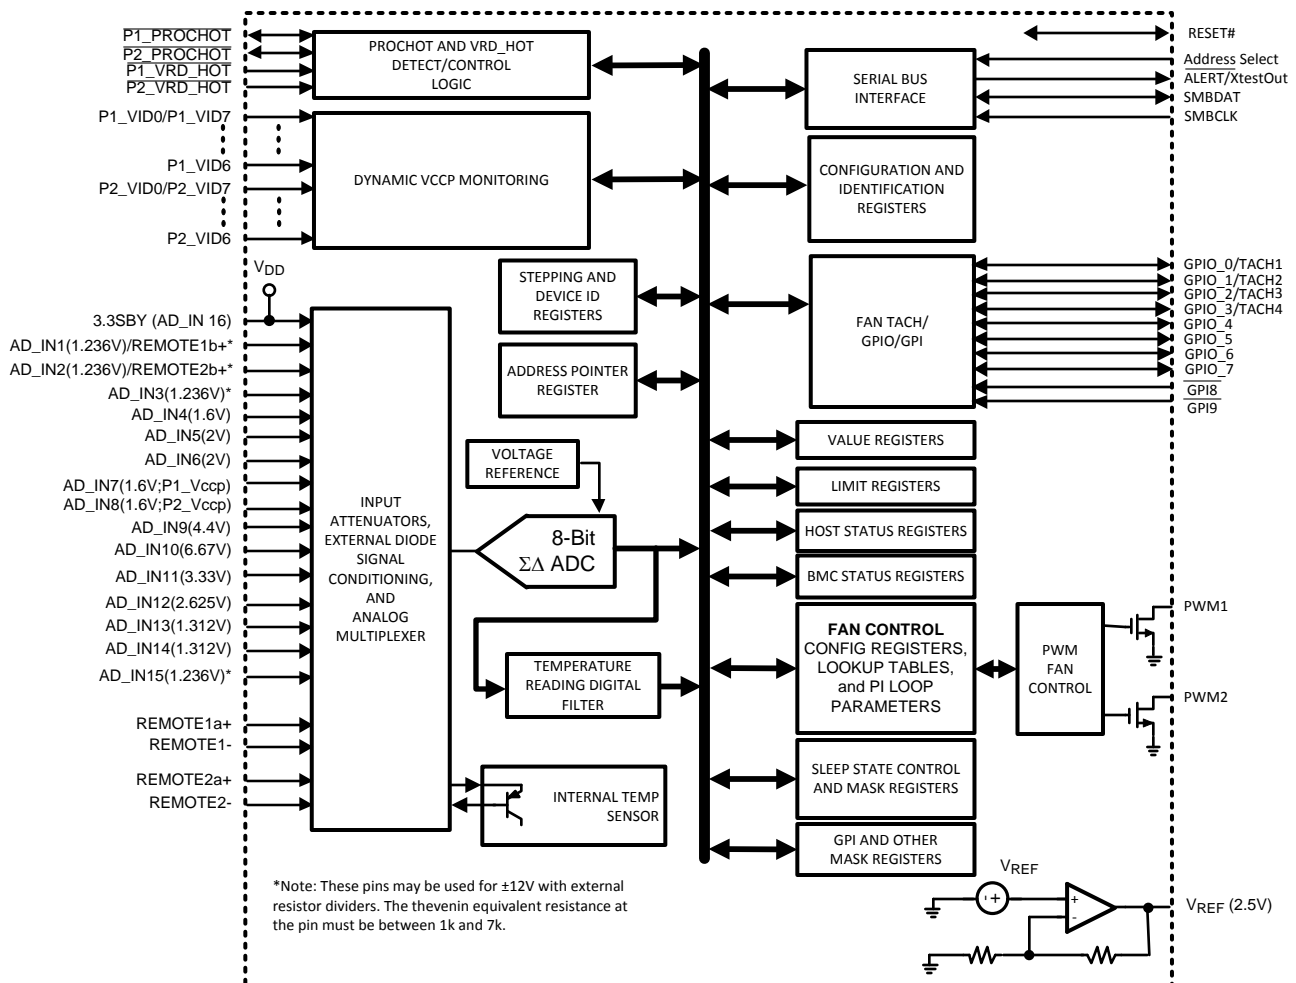 P1_PROCHOT
P2_PROCHOT
P1_VRD_HOT
P2_VRD_HOT
P1_VID0/P1_VID7
P1_VID6
P2_VID0/P2_VID7
P2_VID6
VDD
3.3SBY (AD_IN 16)
AD_IN1(1.236V)/REMOTE1b+*
AD_IN2(1.236V)/REMOTE2b+*
AD_IN3(1.236V)*
AD_IN4(1.6V)
AD_IN5(2V)
AD_IN6(2V)
AD_IN7(1.6V;P1_Vccp)
AD_IN8(1.6V;P2_Vccp)
AD_IN9(4.4V)
AD_IN10(6.67V)
AD_IN11(3.33V)
AD_IN12(2.625V)
AD_IN13(1.312V)
AD_IN14(1.312V)
AD_IN15(1.236V)*
REMOTE1a+
REMOTE1-
REMOTE2a+
REMOTE2-
PROCHOT AND VRD_HOT
DETECT/CONTROL
LOGIC
DYNAMIC VCCP MONITORING
STEPPING AND
DEVICE ID
REGISTERS
ADDRESS POINTER
REGISTER
VOLTAGE
REFERENCE
INPUT
ATTENUATORS,
EXTERNAL DIODE
SIGNAL
CONDITIONING,
AND
ANALOG
MULTIPLEXER
8-Bit
ΣΔ ADC
TEMPERATURE
READING DIGITAL
FILTER
INTERNAL TEMP
SENSOR
*Note: These pins may be used for ±12V with external
resistor dividers. The thevenin equivalent resistance at
the pin must be between 1k and 7k.
SERIAL BUS
INTERFACE
CONFIGURATION AND
IDENTIFICATION
REGISTERS
FAN TACH/
GPIO/GPI
VALUE REGISTERS
LIMIT REGISTERS
HOST STATUS REGISTERS
BMC STATUS REGISTERS
FAN CONTROL
CONFIG REGISTERS,
LOOKUP TABLES,
and PI LOOP
PARAMETERS
PWM
FAN
CONTROL
SLEEP STATE CONTROL
AND MASK REGISTERS
GPI AND OTHER
MASK REGISTERS
RESET#
Address Select
ALERT/XtestOut
SMBDAT
SMBCLK
GPIO_0/TACH1
GPIO_1/TACH2
GPIO_2/TACH3
GPIO_3/TACH4
GPIO_4
GPIO_5
GPIO_6
GPIO_7
GPI8
GPI9
PWM1
PWM2
VREF
- +
+
-
VREF (2.5V)